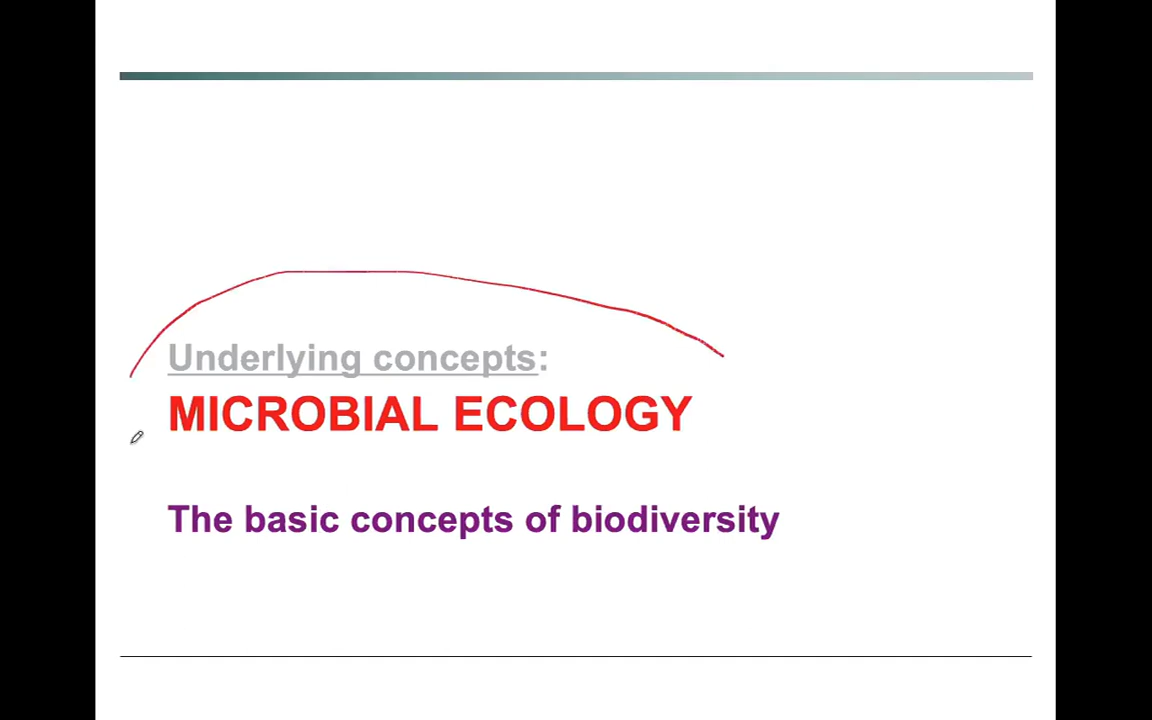 Underlying concepts:
MICROBIAL ECOLOGY
The basic concepts of biodiversity